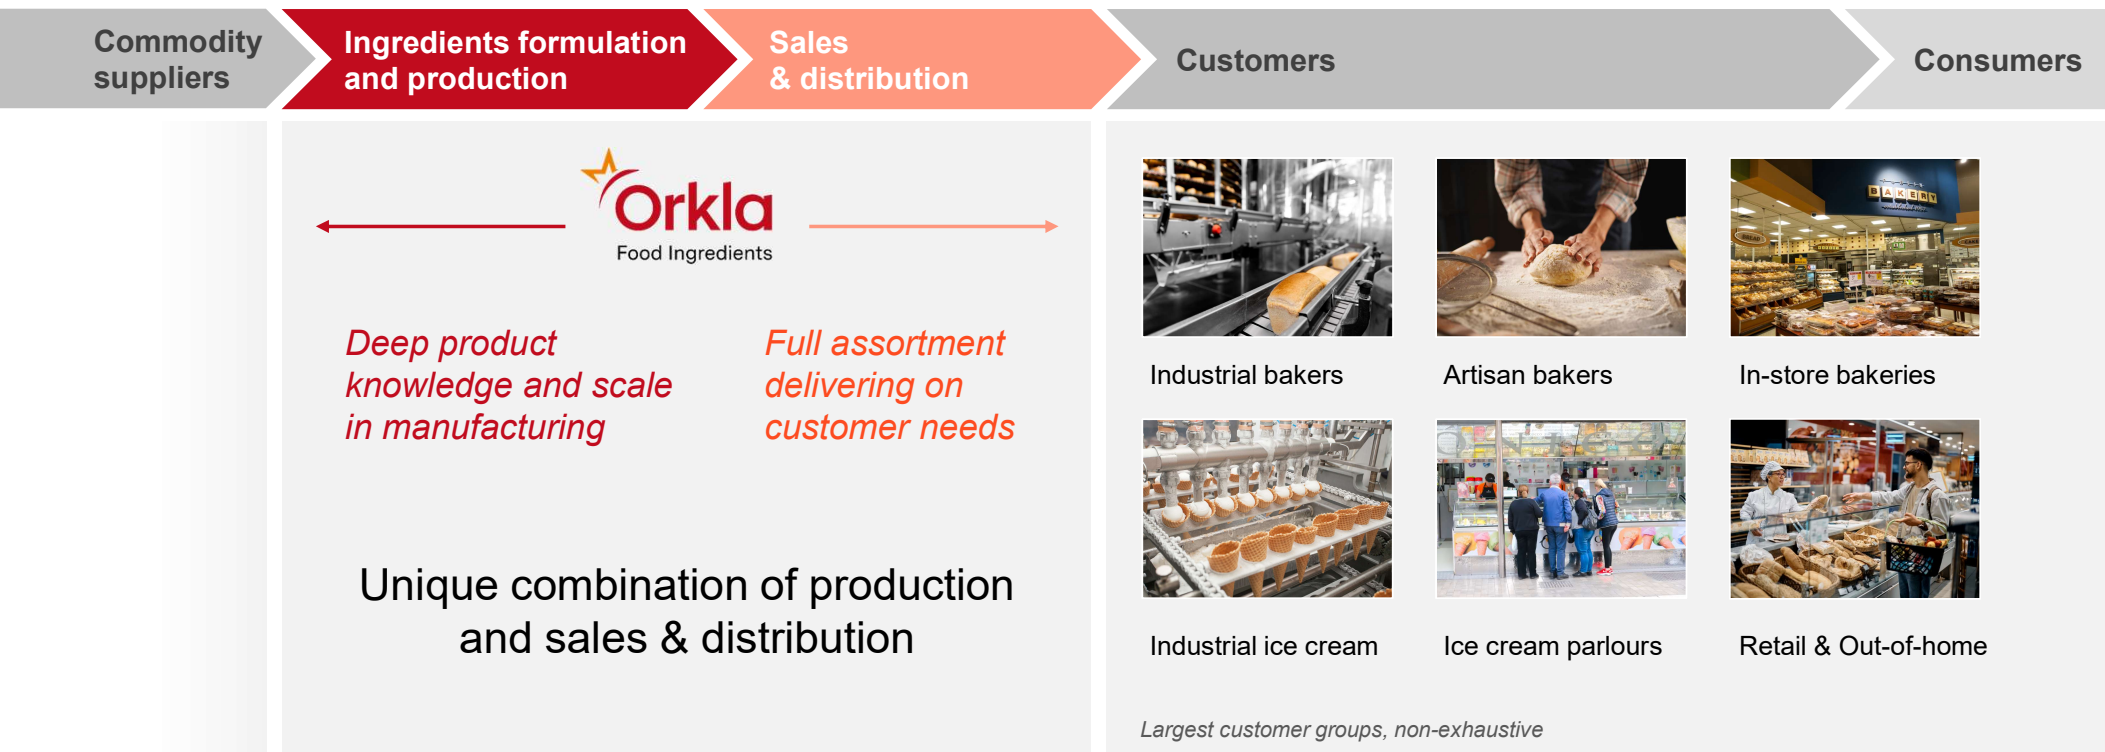 Commodity
suppliers
Ingredients formulation
and production
Sales
& distribution
Customers
Consumers
Orkla
Food Ingredients
Deep product
knowledge and scale
in manufacturing
Full assortment
delivering on
customer needs
Unique combination of production
and sales & distribution
BAKERY
BREAD
CAKE
Industrial bakers
Artisan bakers
In-store bakeries
Industrial ice cream
Ice cream parlours
Retail & Out-of-home
Largest customer groups, non-exhaustive